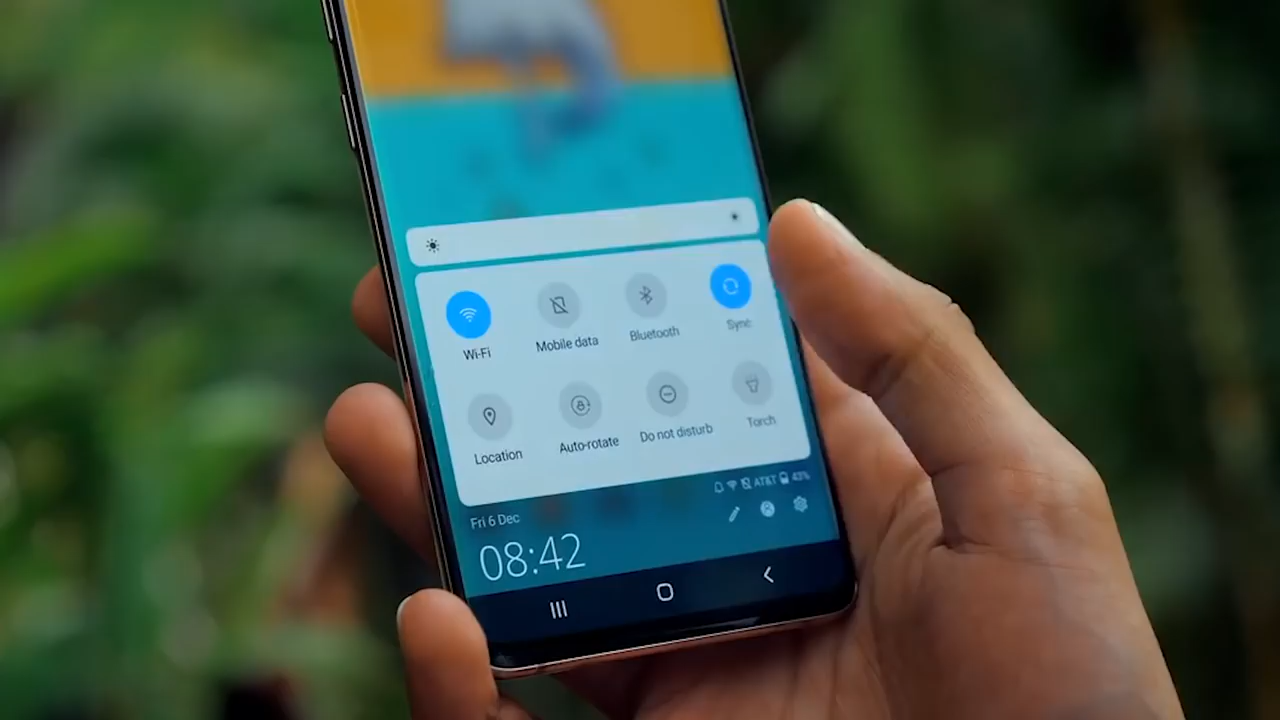 Wi-Fi Mobile data Bluetooth Sync
Location Auto-rotate Do not disturb Torch
AT&T 43%
Fri 6 Dec
08:42